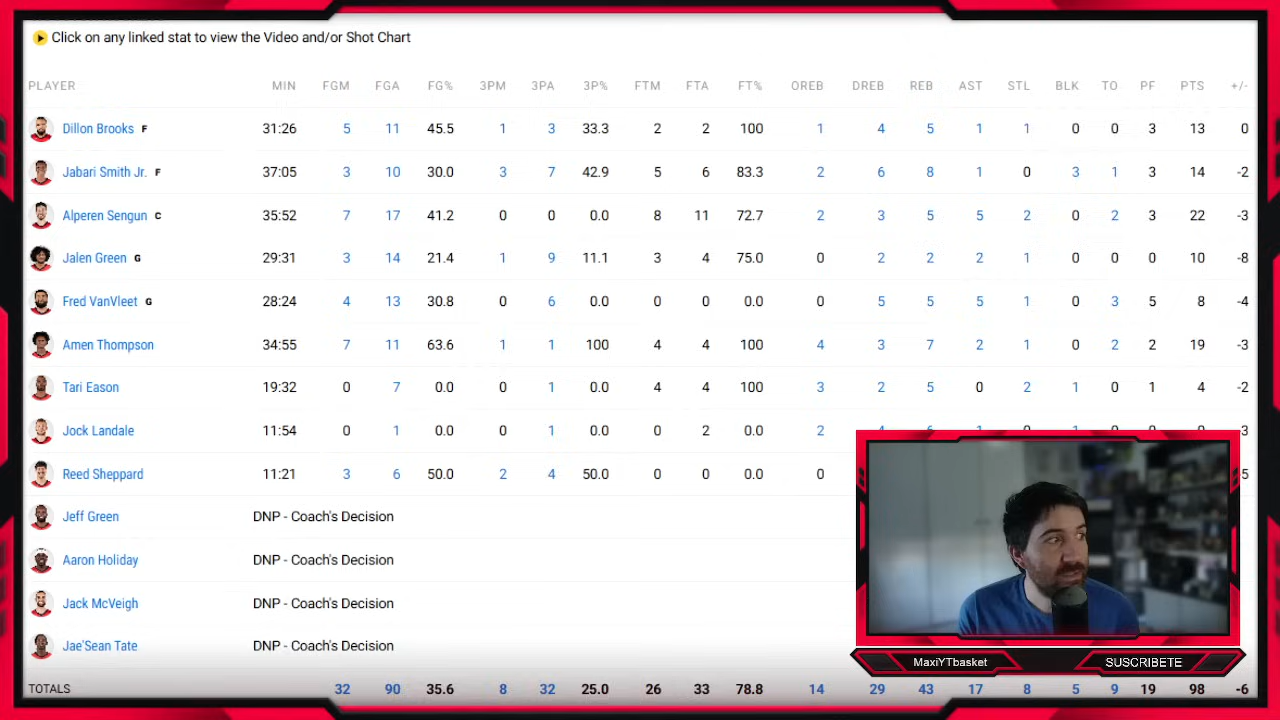 Click on any linked stat to view the Video and/or Shot Chart
PLAYER MIN FGM FGA FG% 3PM 3PA 3P% FTM FTA FT% OREB DREB REB AST STL BLK TO PF PTS +/-
Dillon Brooks F 31:26 5 11 45.5 1 3 33.3 2 2 100 1 4 5 1 1 0 0 3 13 0
Jabari Smith Jr. F 37:05 3 10 30.0 3 7 42.9 5 6 83.3 2 6 8 1 0 3 1 3 14 -2
Alperen Sengun C 35:52 7 17 41.2 0 0 0.0 8 11 72.7 2 3 5 5 2 0 2 3 22 -3
Jalen Green G 29:31 3 14 21.4 1 9 11.1 3 4 75.0 0 2 2 2 1 0 0 0 10 -8
Fred VanVleet G 28:24 4 13 30.8 0 6 0.0 0 0 0.0 0 5 5 5 1 0 3 5 8 -4
Amen Thompson 34:55 7 11 63.6 1 1 100 4 4 100 4 3 7 2 1 0 2 2 19 -3
Tari Eason 19:32 0 7 0.0 0 1 0.0 4 4 100 3 2 5 0 2 1 0 1 4 -2
Jock Landale 11:54 0 1 0.0 0 1 0.0 0 2 0.0 2
Reed Sheppard 11:21 3 6 50.0 2 4 50.0 0 0 0.0 0
Jeff Green DNP - Coach's Decision
Aaron Holiday DNP - Coach's Decision
Jack McVeigh DNP - Coach's Decision
Jae'Sean Tate DNP - Coach's Decision
MaxiYTbasket SUSCRIBETE
TOTALS 32 90 35.6 8 32 25.0 26 33 78.8 14 29 43 17 8 5 9 19 98 -6